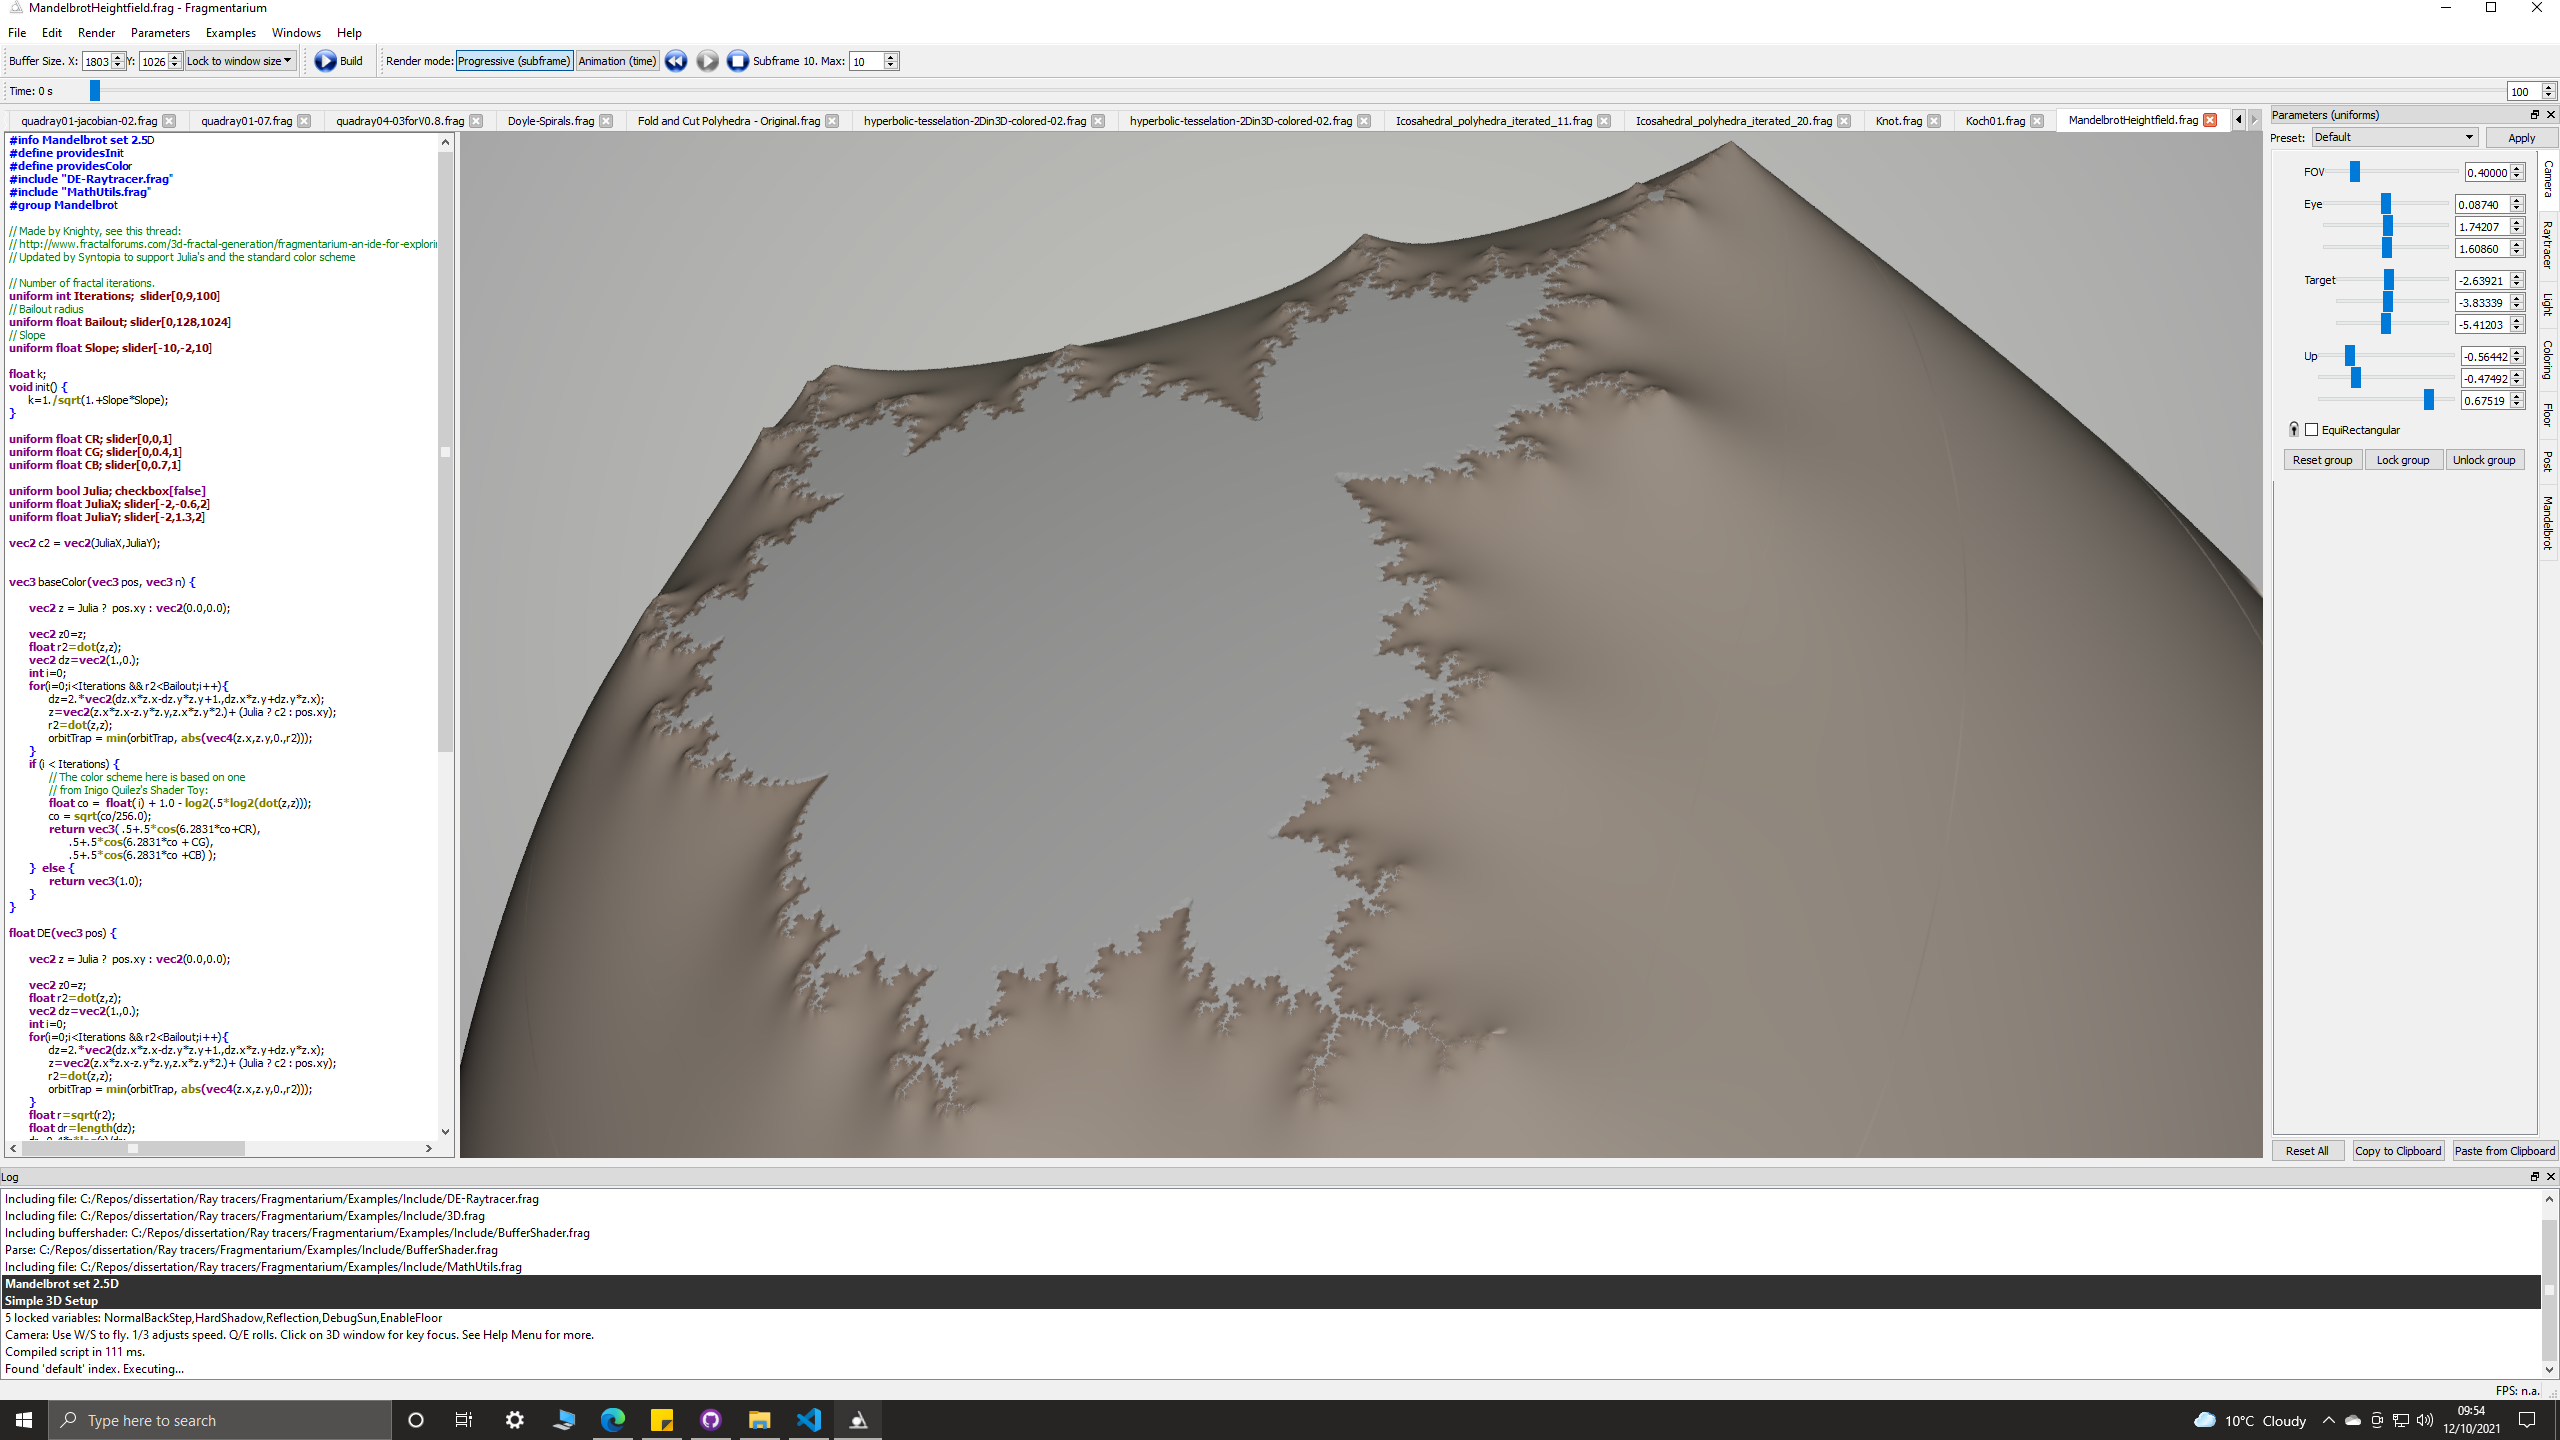 MandelbrotHeightfield.frag - Fragmentarium
File Edit Render Parameters Examples Windows Help
Buffer Size. X: 1803 Y: 1026 Lock to window size Build Render mode: Progressive (subframe) Animation (time) Subframe 10. Max: 10
Time: 0 s 100
quadray01-jacobian-02.frag quadray01-07.frag quadray04-03forV0.8.frag Doyle-Spirals.frag Fold and Cut Polyhedra - Original.frag hyperbolic-tesselation-2Din3D-colored-02.frag hyperbolic-tesselation-2Din3D-colored-02.frag Icosahedral_polyhedra_iterated_11.frag Icosahedral_polyhedra_iterated_20.frag Knot.frag Koch01.frag MandelbrotHeightfield.frag
#info Mandelbrot set 2.5D
#define providesInit
#define providesColor
#include "DE-Raytracer.frag"
#include "MathUtils.frag"
#group Mandelbrot
// Made by Knighty, see this thread:
// http://www.fractalforums.com/3d-fractal-generation/fragmentarium-an-ide-for-explorin
// Updated by Syntopia to support Julia's and the standard color scheme
// Number of fractal iterations.
uniform int Iterations;  slider[0,9,100]
// Bailout radius
uniform float Bailout; slider[0,128,1024]
// Slope
uniform float Slope; slider[-10,-2,10]
float k;
void init() {
k=1./sqrt(1.+Slope*Slope);
}
uniform float CR; slider[0,0,1]
uniform float CG; slider[0,0.4,1]
uniform float CB; slider[0,0.7,1]
uniform bool Julia; checkbox[false]
uniform float JuliaX; slider[-2,-0.6,2]
uniform float JuliaY; slider[-2,1.3,2]
vec2 c2 = vec2(JuliaX,JuliaY);
vec3 baseColor(vec3 pos, vec3 n) {
vec2 z = Julia ?  pos.xy : vec2(0.0,0.0);
vec2 z0=z;
float r2=dot(z,z);
vec2 dz=vec2(1.,0.);
int i=0;
for(i=0;i<Iterations && r2<Bailout;i++){
dz=2.*vec2(dz.x*z.x-dz.y*z.y+1.,dz.x*z.y+dz.y*z.x);
z=vec2(z.x*z.x-z.y*z.y,z.x*z.y*2.)+ (Julia ? c2 : pos.xy);
r2=dot(z,z);
orbitTrap = min(orbitTrap, abs(vec4(z.x,z.y,0.,r2)));
}
if (i < Iterations) {
// The color scheme here is based on one
// from Inigo Quilez's Shader Toy:
float co =  float( i) + 1.0 - log2(.5*log2(dot(z,z)));
co = sqrt(co/256.0);
return vec3( .5+.5*cos(6.2831*co+CR),
.5+.5*cos(6.2831*co + CG),
.5+.5*cos(6.2831*co +CB) );
}  else {
return vec3(1.0);
}
}
float DE(vec3 pos) {
vec2 z = Julia ?  pos.xy : vec2(0.0,0.0);
vec2 z0=z;
float r2=dot(z,z);
vec2 dz=vec2(1.,0.);
int i=0;
for(i=0;i<Iterations && r2<Bailout;i++){
dz=2.*vec2(dz.x*z.x-dz.y*z.y+1.,dz.x*z.y+dz.y*z.x);
z=vec2(z.x*z.x-z.y*z.y,z.x*z.y*2.)+ (Julia ? c2 : pos.xy);
r2=dot(z,z);
orbitTrap = min(orbitTrap, abs(vec4(z.x,z.y,0.,r2)));
}
float r=sqrt(r2);
float dr=length(dz);
Parameters (uniforms)
Preset: Default Apply
FOV 0.40000
Eye 0.08740
1.74207
1.60860
Target -2.63921
-3.83339
-5.41203
Up -0.56442
-0.47492
0.67519
EquiRectangular
Reset group Lock group Unlock group
Camera
Raytracer
Light
Coloring
Floor
Post
Mandelbrot
Reset All Copy to Clipboard Paste from Clipboard
Log
Including file: C:/Repos/dissertation/Ray tracers/Fragmentarium/Examples/Include/DE-Raytracer.frag
Including file: C:/Repos/dissertation/Ray tracers/Fragmentarium/Examples/Include/3D.frag
Including buffershader: C:/Repos/dissertation/Ray tracers/Fragmentarium/Examples/Include/BufferShader.frag
Parse: C:/Repos/dissertation/Ray tracers/Fragmentarium/Examples/Include/BufferShader.frag
Including file: C:/Repos/dissertation/Ray tracers/Fragmentarium/Examples/Include/MathUtils.frag
Mandelbrot set 2.5D
Simple 3D Setup
5 locked variables: NormalBackStep,HardShadow,Reflection,DebugSun,EnableFloor
Camera: Use W/S to fly. 1/3 adjusts speed. Q/E rolls. Click on 3D window for key focus. See Help Menu for more.
Compiled script in 111 ms.
Found 'default' index. Executing...
FPS: n.a.
Type here to search
10°C Cloudy
09:54
12/10/2021